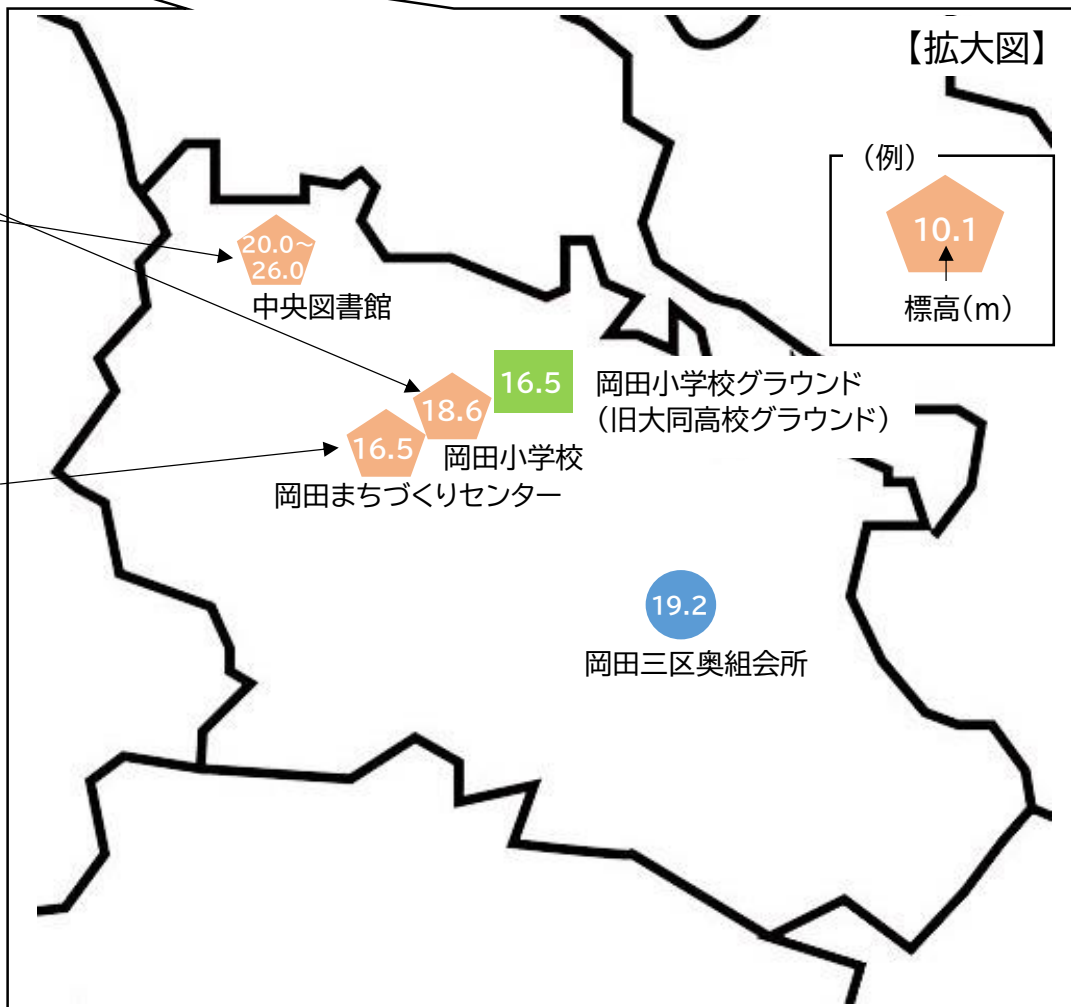 【拡大図】
（例）
10.1
標高(m)
20.0～
26.0
中央図書館
16.5
岡田小学校グラウンド
（旧大同高校グラウンド）
18.6
岡田小学校
16.5
岡田まちづくりセンター
19.2
岡田三区奥組会所